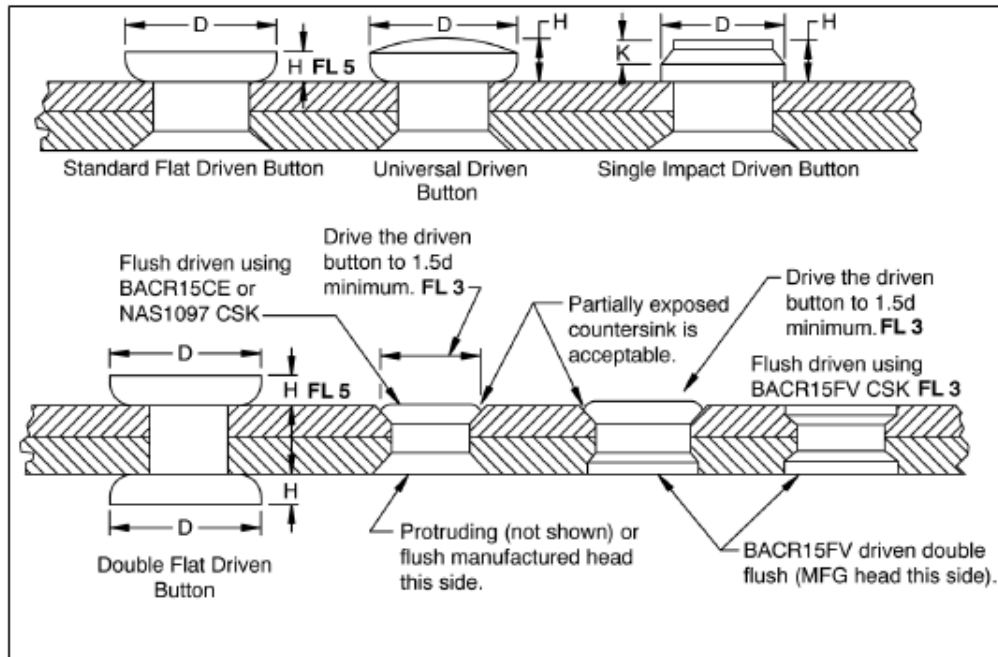 D
H
D
D
H
K
H FL 5
Standard Flat Driven Button
Universal Driven
Button
Single Impact Driven Button
Flush driven using
BACR15CE or
NAS1097 CSK
Drive the driven
button to 1.5d
minimum. FL 3
Partially exposed
countersink is
acceptable.
Drive the driven
button to 1.5d
minimum. FL 3
Flush driven using
BACR15FV CSK FL 3
D
H FL 5
H
D
Double Flat Driven
Button
Protruding (not shown) or
flush manufactured head
this side.
BACR15FV driven double
flush (MFG head this side).